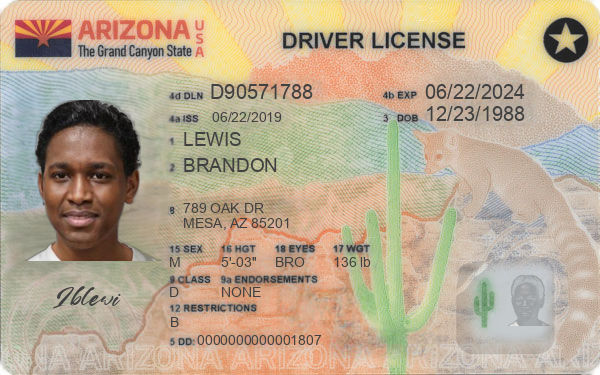 ARIZONA USA
The Grand Canyon State
DRIVER LICENSE
4d DLN D90571788
4b EXP 06/22/2024
4a ISS 06/22/2019
3 DOB 12/23/1988
1 LEWIS
2 BRANDON
8 789 OAK DR
MESA, AZ 85201
15 SEX 16 HGT 18 EYES 17 WGT
M 5'-03" BRO 136 lb
9 CLASS 9a ENDORSEMENTS
D NONE
12 RESTRICTIONS
B
Iblewi
5 DD: 0000000000001807
ARIZONA ARIZONA ARIZONA ARIZONA